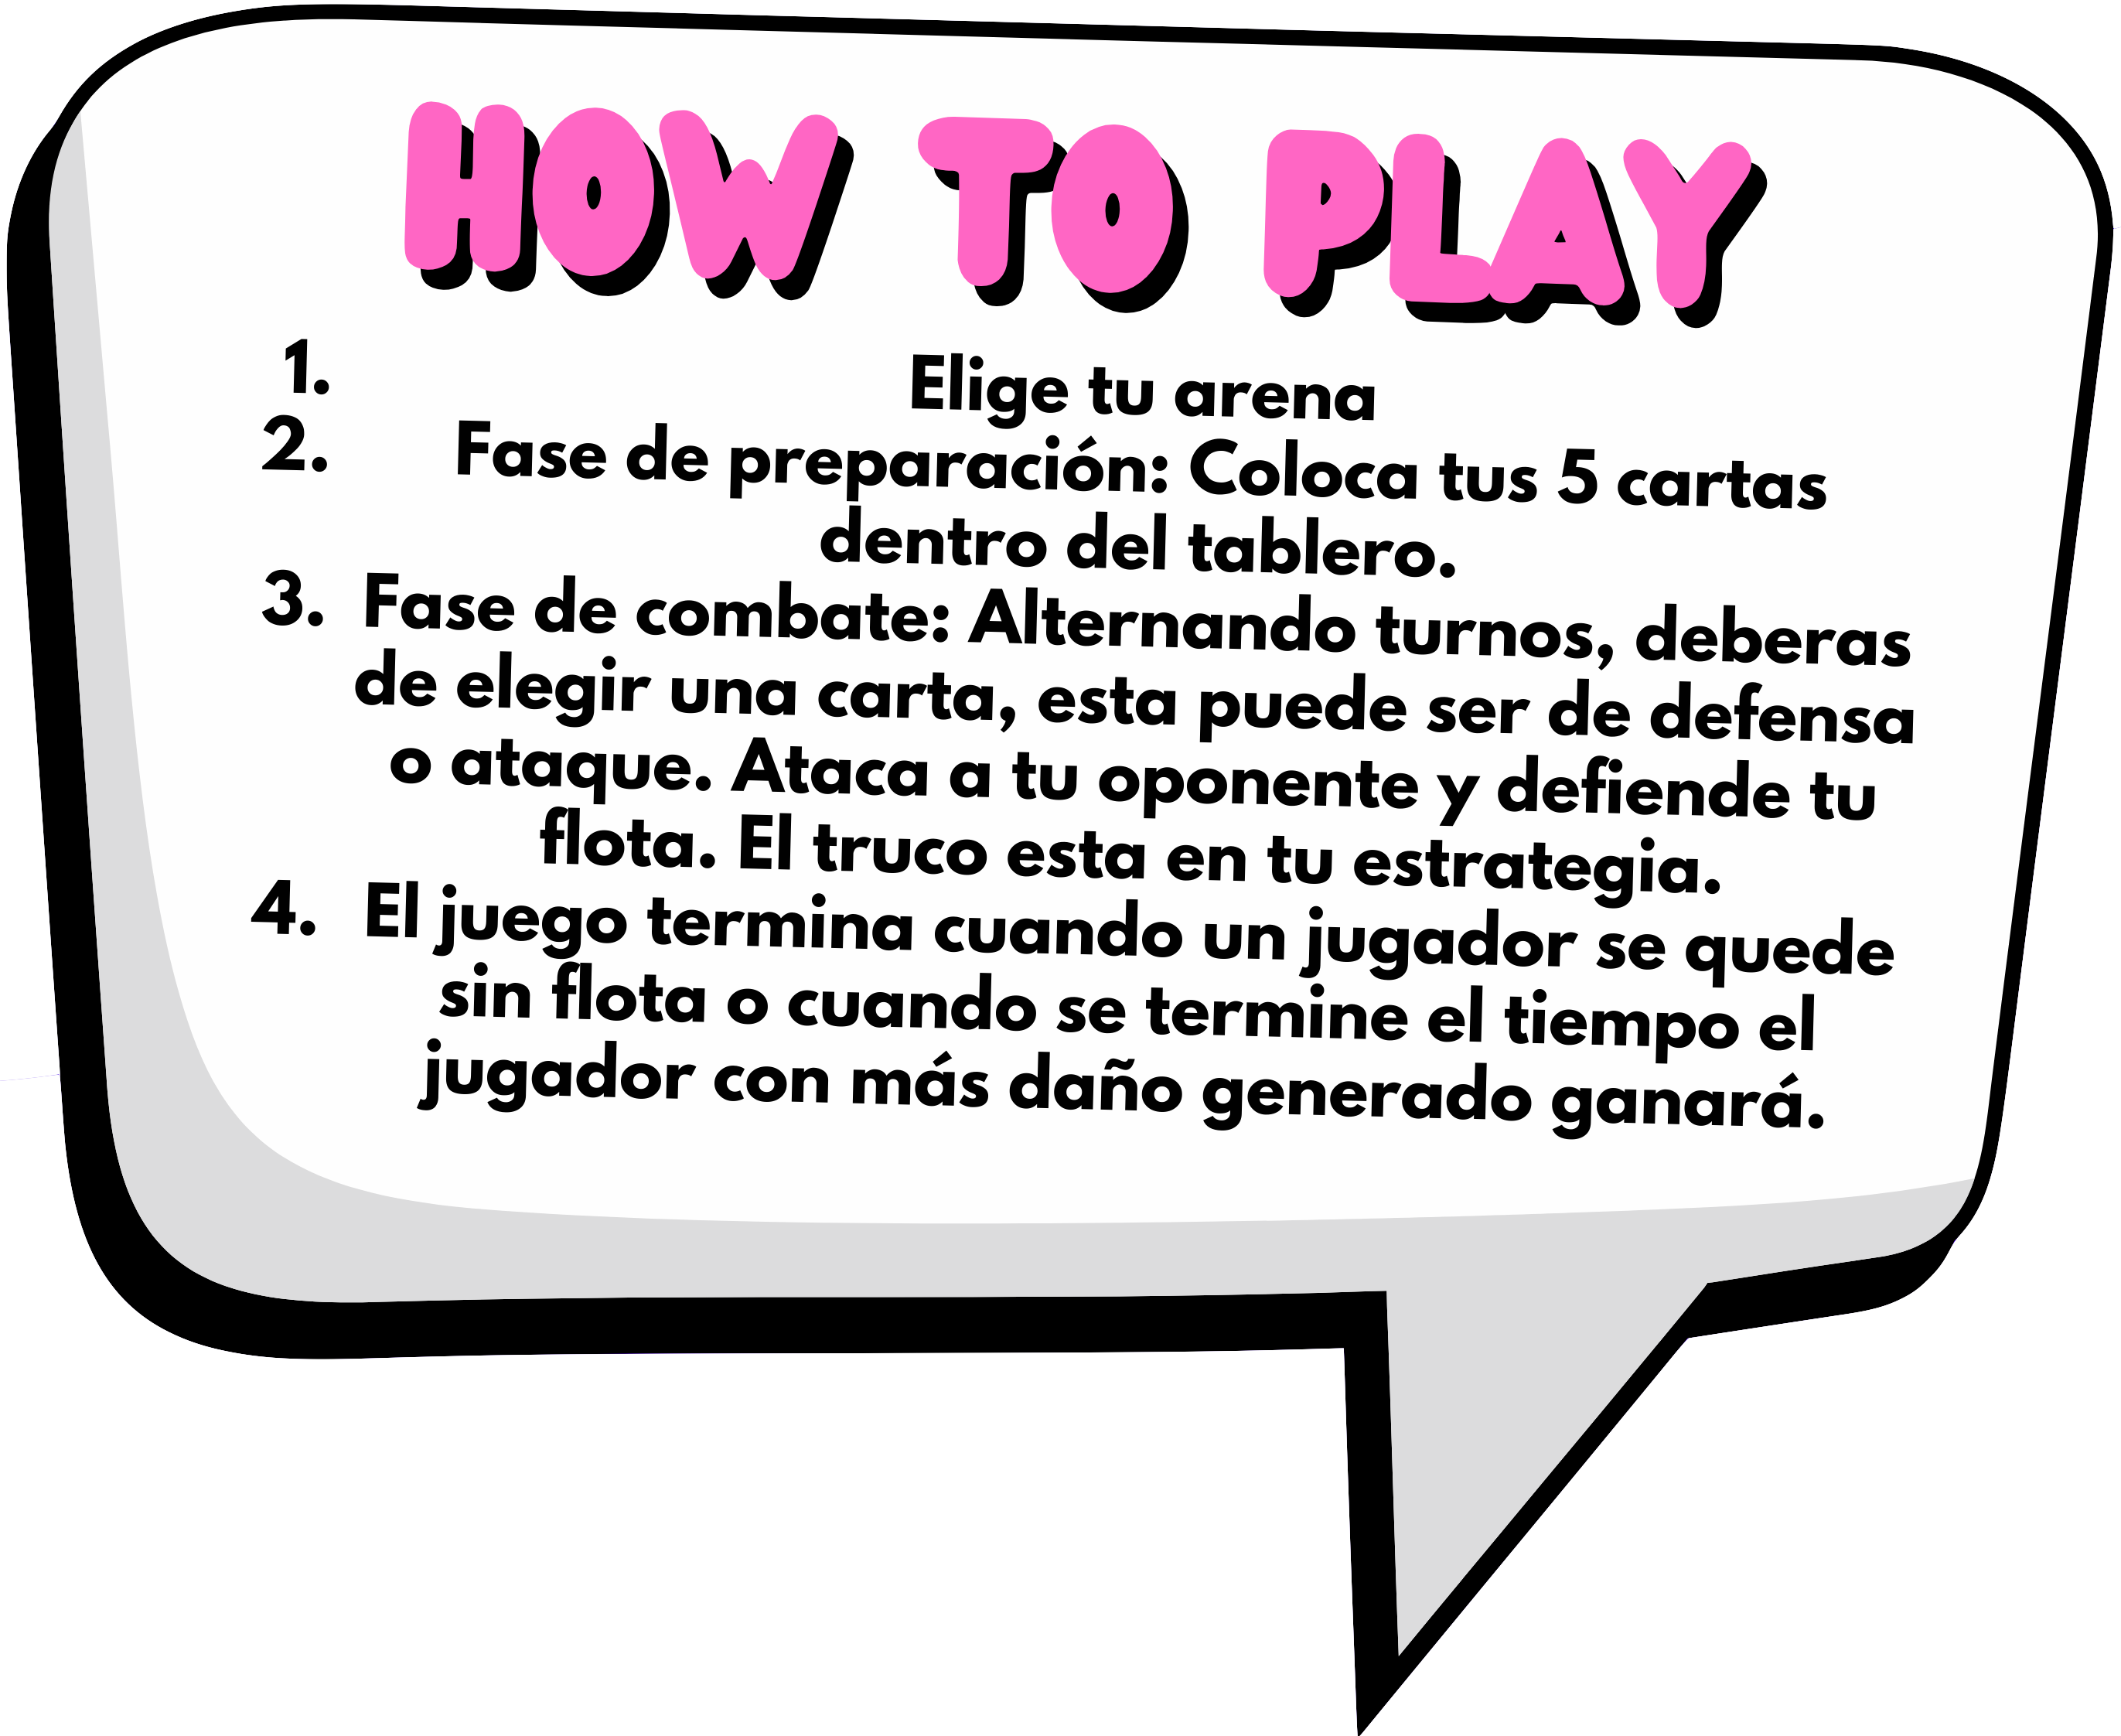 HOW TO PLAY
1. Elige tu arena
2. Fase de preparación: Coloca tus 5 cartas
dentro del tablero.
3. Fase de combate: Alternando turnos, deberas
de elegir una carta, esta puede ser de defensa
o ataque. Ataca a tu oponente y defiende tu
flota. El truco esta en tu estrategia.
4. El juego termina cuando un jugador se quede
sin flota o cuando se termine el tiempo el
jugador con más daño generado ganará.